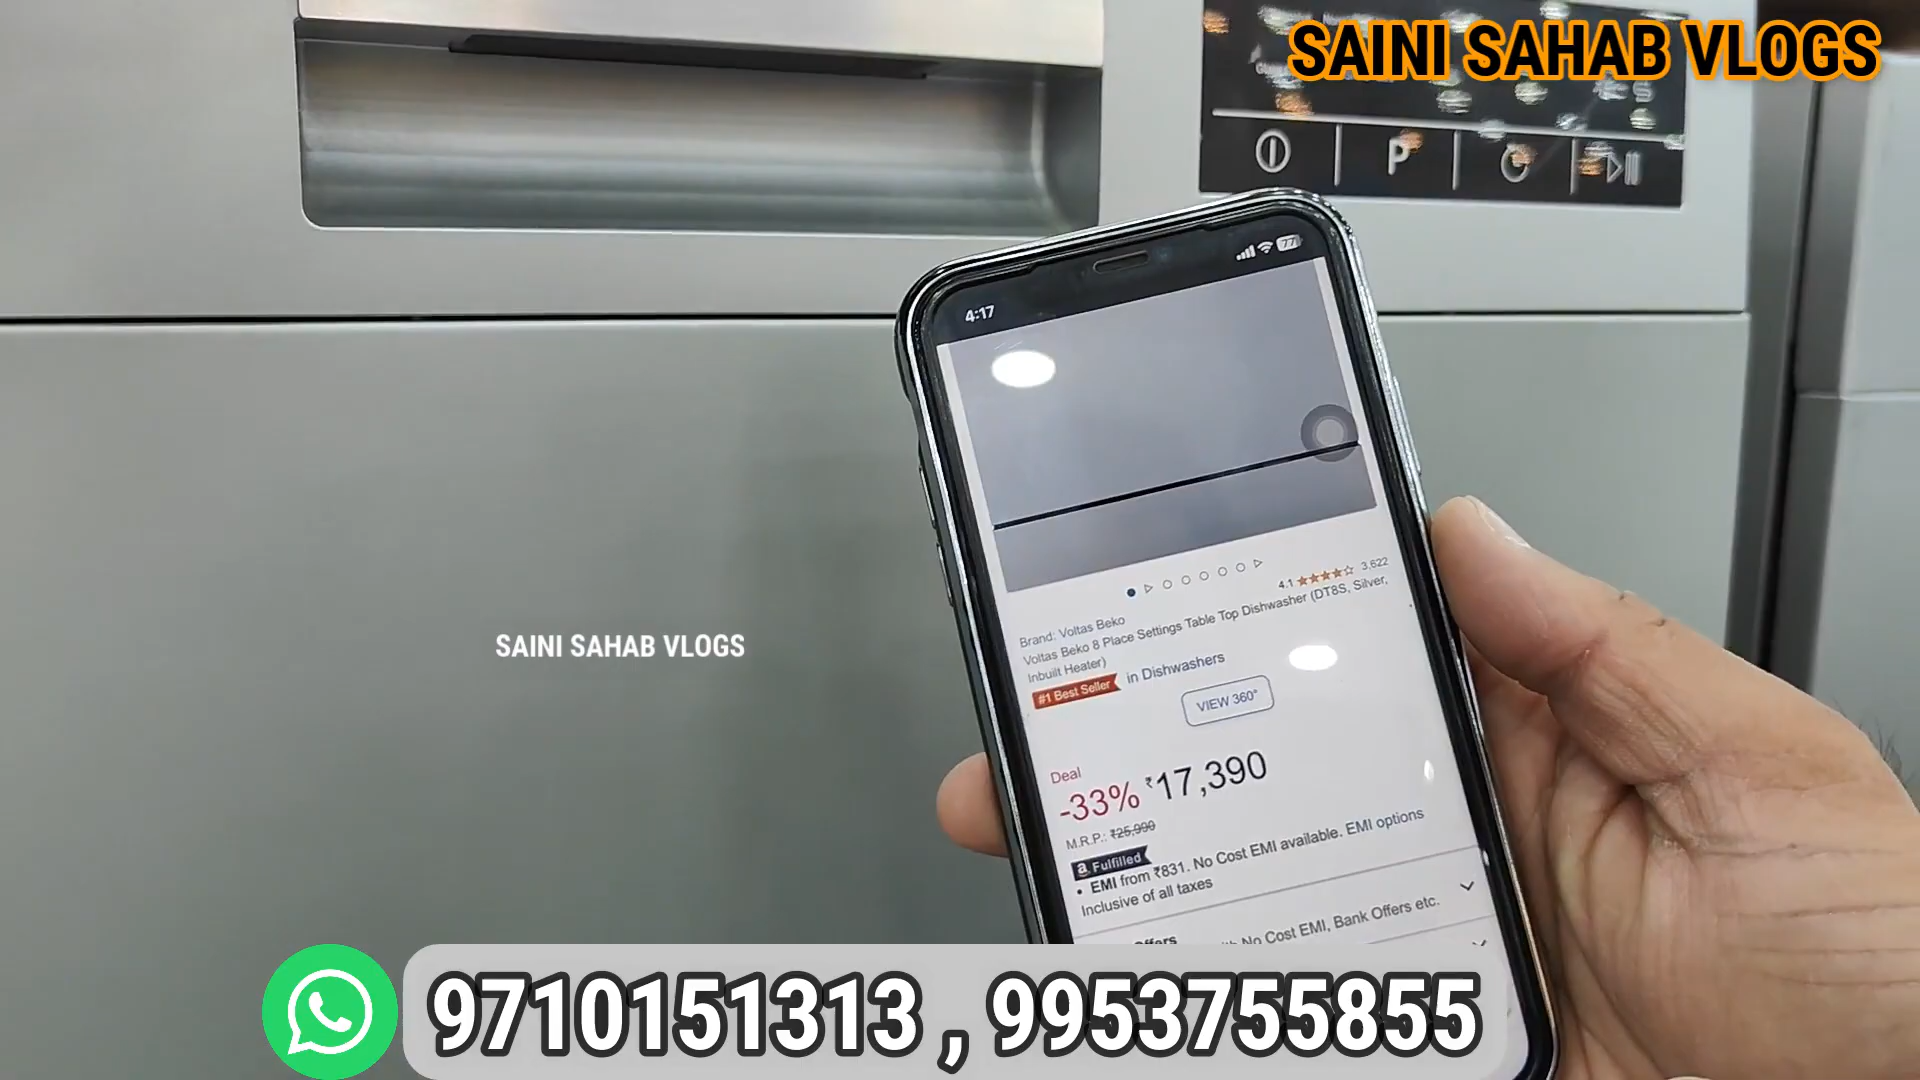 SAINI SAHAB VLOGS
P
4:17
77
4.1 3,622
Brand: Voltas Beko
Voltas Beko 8 Place Settings Table Top Dishwasher (DT8S, Silver,
Inbuilt Heater)
#1 Best Seller in Dishwashers
VIEW 360°
SAINI SAHAB VLOGS
Deal
-33% ₹17,390
M.R.P.: ₹25,990
a Fulfilled
• EMI from ₹831. No Cost EMI available. EMI options
Inclusive of all taxes
No Cost EMI, Bank Offers etc.
9710151313 , 9953755855